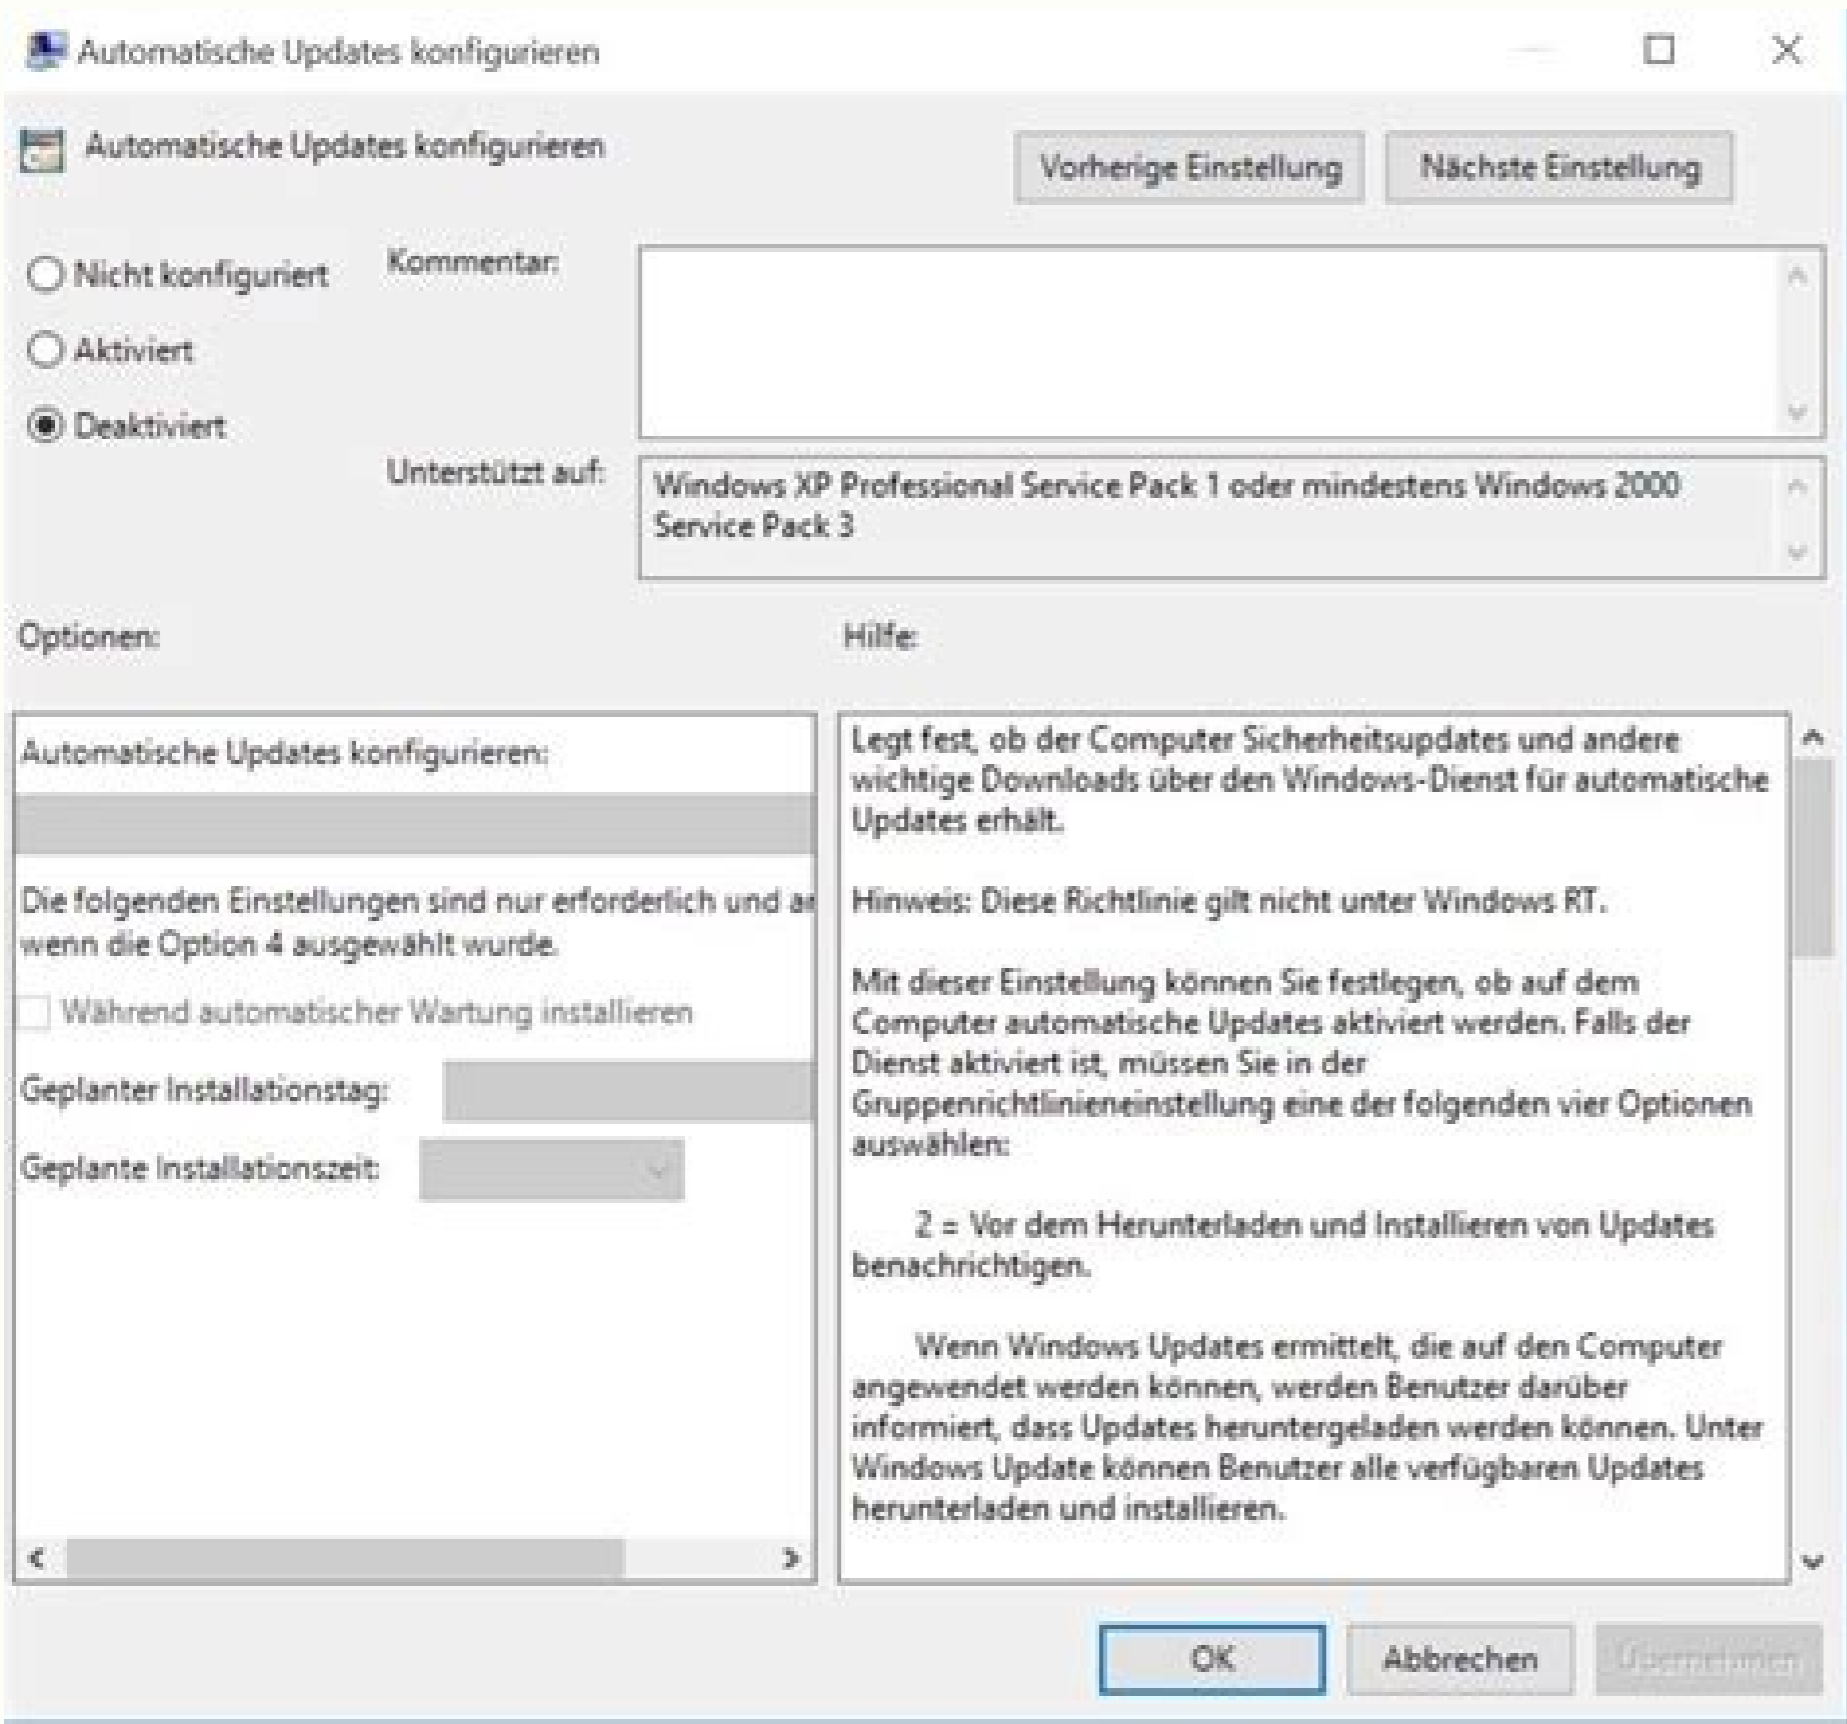 Automatische Updates konfigurieren
Automatische Updates konfigurieren
Vorherige Einstellung
Nächste Einstellung
Nicht konfiguriert
Aktiviert
Deaktiviert
Kommentar:
Unterstützt auf:
Windows XP Professional Service Pack 1 oder mindestens Windows 2000
Service Pack 3
Optionen:
Hilfe:
Automatische Updates konfigurieren:
Die folgenden Einstellungen sind nur erforderlich und
wenn die Option 4 ausgewählt wurde.
Während automatischer Wartung installieren
Geplanter Installationstag:
Geplante Installationszeit:
Legt fest, ob der Computer Sicherheitsupdates und andere
wichtige Downloads über den Windows-Dienst für automatische
Updates erhält.
Hinweis: Diese Richtlinie gilt nicht unter Windows RT.
Mit dieser Einstellung können Sie festlegen, ob auf dem
Computer automatische Updates aktiviert werden. Falls der
Dienst aktiviert ist, müssen Sie in der
Gruppenrichtlinieneinstellung eine der folgenden vier Optionen
auswählen:
2 = Vor dem Herunterladen und Installieren von Updates
benachrichtigen.
Wenn Windows Updates ermittelt, die auf den Computer
angewendet werden können, werden Benutzer darüber
informiert, dass Updates heruntergeladen werden können. Unter
Windows Update können Benutzer alle verfügbaren Updates
herunterladen und installieren.
OK
Abbrechen
Übernehmen